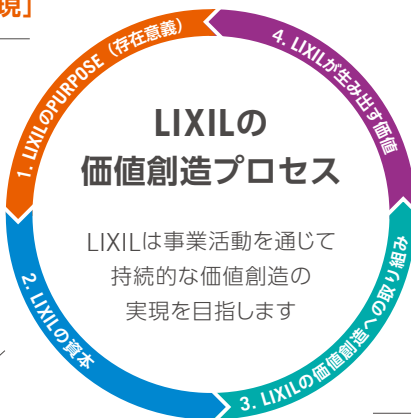 現」
1. LIXILのPURPOSE（存在意義）
4. LIXILが生み出す価値
LIXILの
価値創造プロセス
LIXILは事業活動を通じて
持続的な価値創造の
実現を目指します
2. LIXILの資本
3. LIXILの価値創造への取り組み